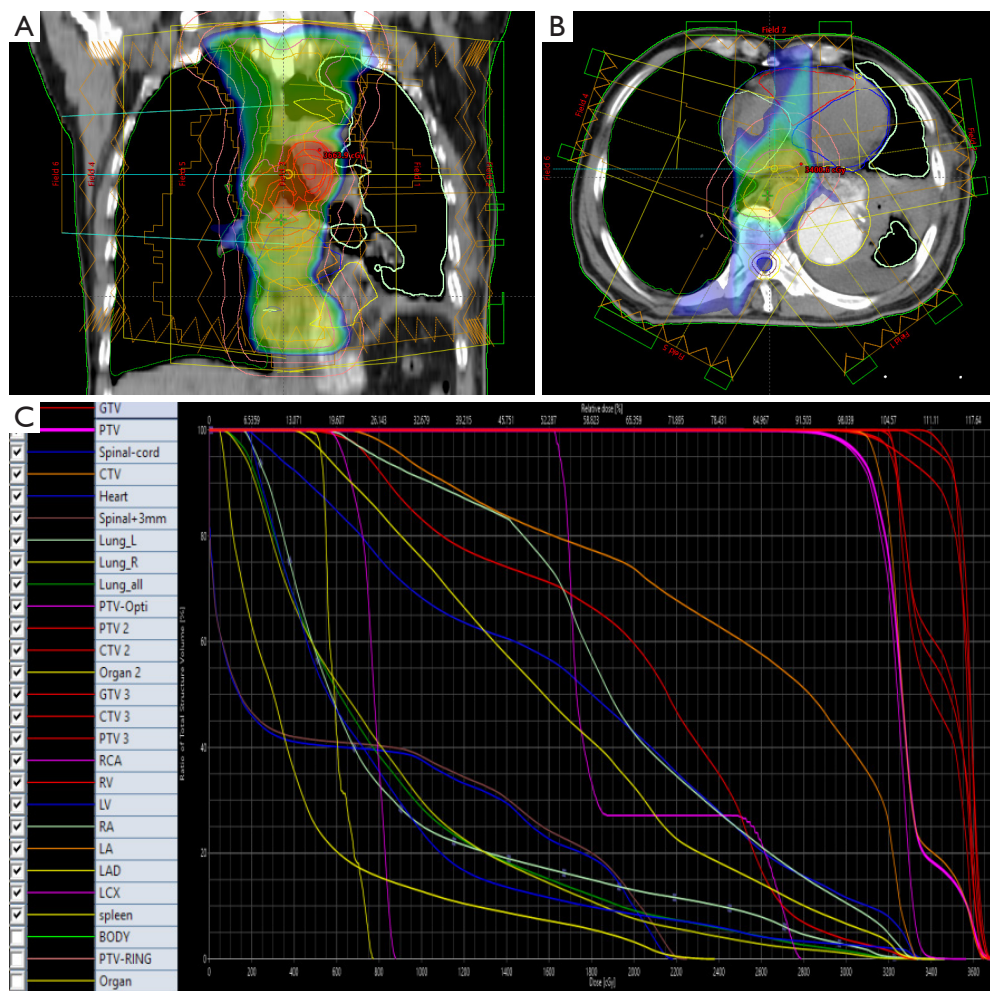 A
B
Field 7
Field 4
Field 6
Field 6
Field 4
Field 5
Field 5
C
Relative dose [%]
0 6.5359 13.071 19.607 26.143 32.679 39.215 45.751 52.287 58.823 65.359 71.895 78.431 84.967 91.503 98.039 104.57 111.11 117.64
GTV
PTV
Spinal-cord
CTV
Heart
Spinal+3mm
Lung_L
Lung_R
Lung_all
PTV-Opti
PTV 2
CTV 2
Organ 2
GTV 3
CTV 3
PTV 3
RCA
RV
LV
RA
LA
LAD
LCX
spleen
BODY
PTV-RING
Organ
Ratio of Total Structure Volume [%]
100
80
60
40
20
0
0 200 400 600 800 1000 1200 1400 1600 1800 2000 2200 2400 2600 2800 3000 3200 3400 3600
Dose [cGy]